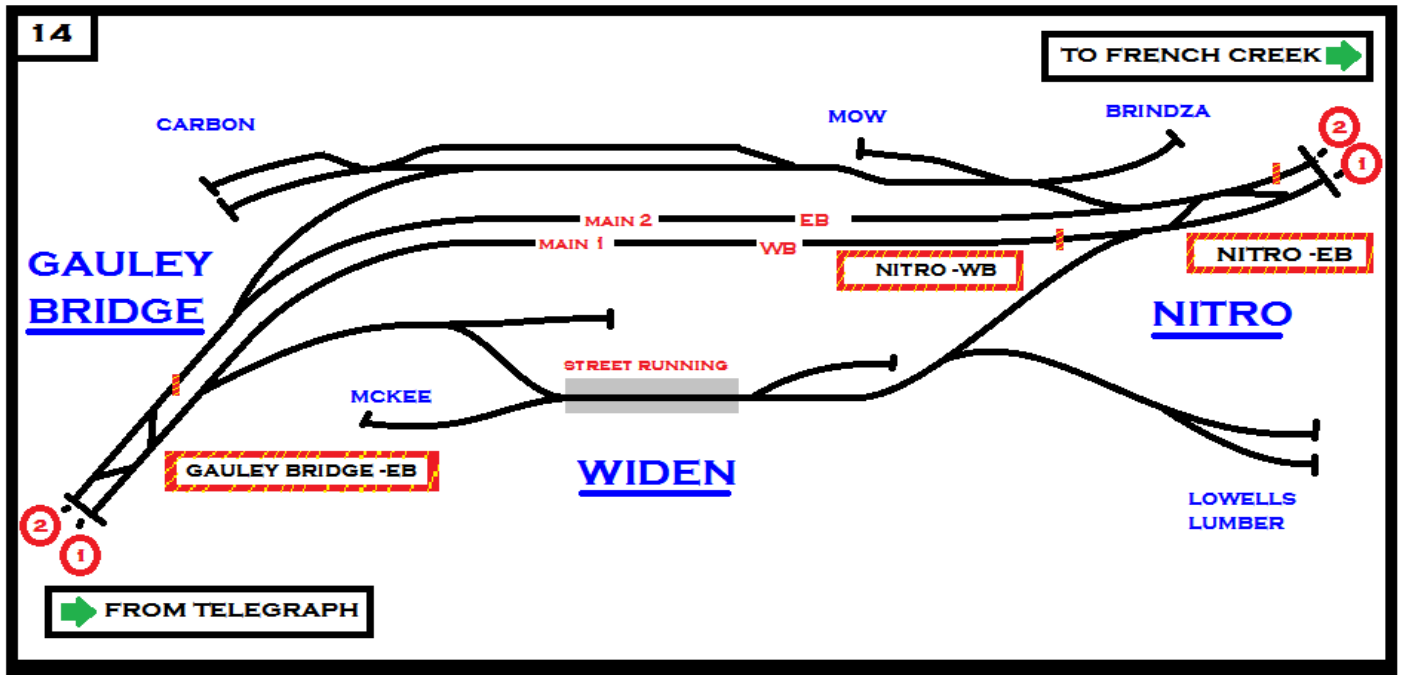 14
TO FRENCH CREEK
CARBON
MOW
BRINDZA
2
1
MAIN 2
EB
MAIN 1
WB
GAULEY
BRIDGE
NITRO -WB
NITRO -EB
NITRO
STREET RUNNING
MCKEE
GAULEY BRIDGE -EB
WIDEN
LOWELLS
LUMBER
2
1
FROM TELEGRAPH